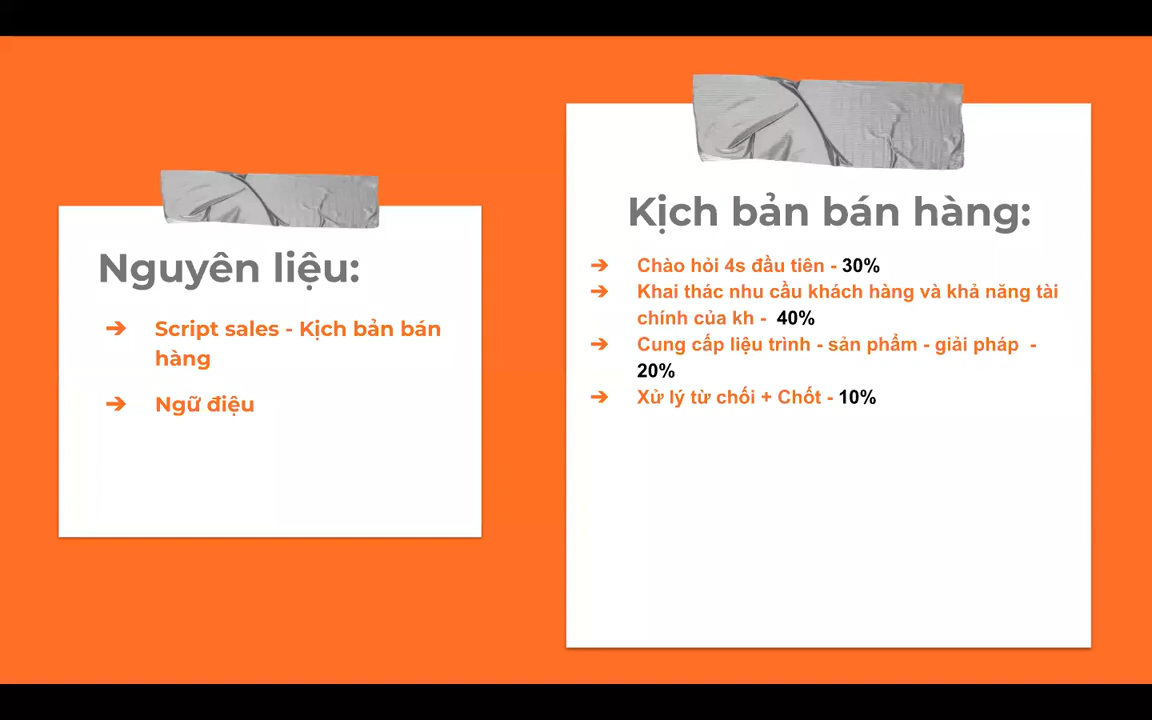 Nguyên liệu:
➔ Script sales - Kịch bản bán
hàng
➔ Ngữ điệu
Kịch bản bán hàng:
➔ Chào hỏi 4s đầu tiên - 30%
➔ Khai thác nhu cầu khách hàng và khả năng tài
chính của kh - 40%
➔ Cung cấp liệu trình - sản phẩm - giải pháp -
20%
➔ Xử lý từ chối + Chốt - 10%